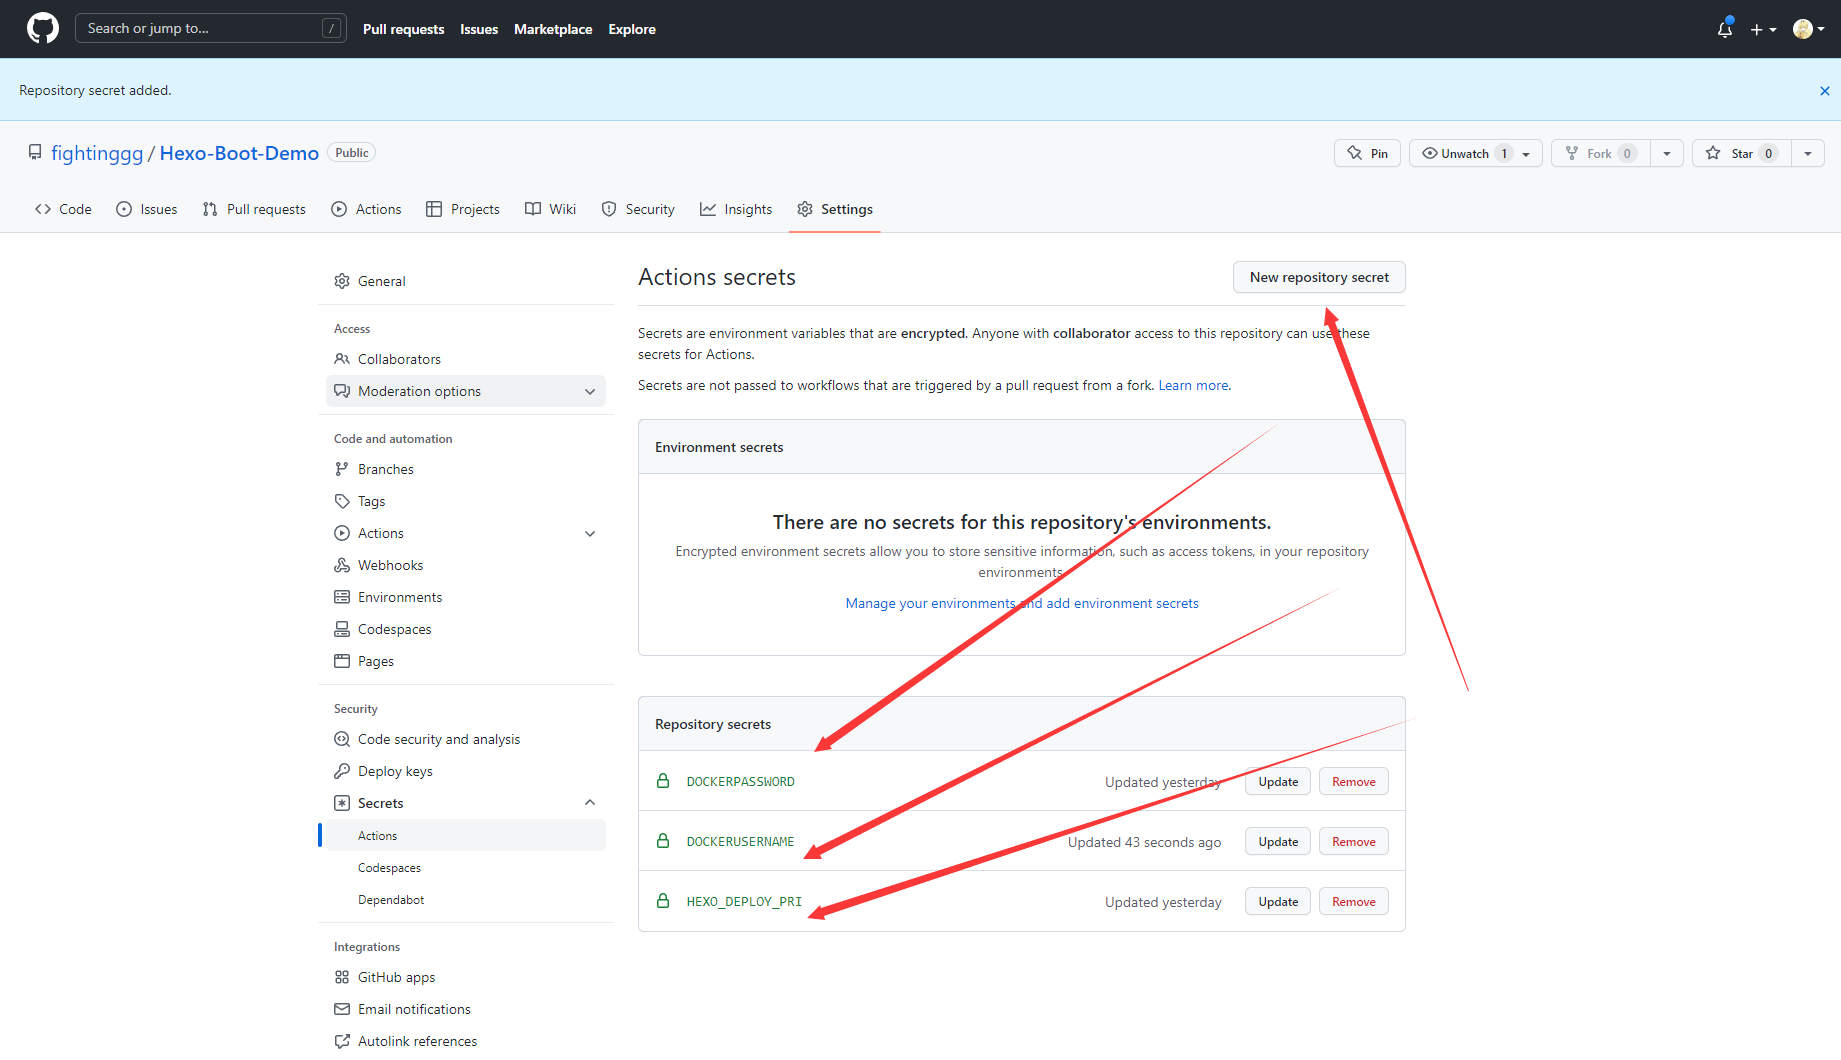 Search or jump to...
/
Pull requests
Issues
Marketplace
Explore
Repository secret added.
fightinggg / Hexo-Boot-Demo
Public
Pin
Unwatch 1
Fork 0
Star 0
Code
Issues
Pull requests
Actions
Projects
Wiki
Security
Insights
Settings
General
Access
Collaborators
Moderation options
Code and automation
Branches
Tags
Actions
Webhooks
Environments
Codespaces
Pages
Security
Code security and analysis
Deploy keys
Secrets
Actions
Codespaces
Dependabot
Integrations
GitHub apps
Email notifications
Autolink references
Actions secrets
New repository secret
Secrets are environment variables that are encrypted. Anyone with collaborator access to this repository can use these
secrets for Actions.
Secrets are not passed to workflows that are triggered by a pull request from a fork. Learn more.
Environment secrets
There are no secrets for this repository's environments.
Encrypted environment secrets allow you to store sensitive information, such as access tokens, in your repository
environments.
Manage your environments and add environment secrets
Repository secrets
DOCKERPASSWORD
Updated yesterday
Update
Remove
DOCKERUSERNAME
Updated 43 seconds ago
Update
Remove
HEXO_DEPLOY_PRI
Updated yesterday
Update
Remove